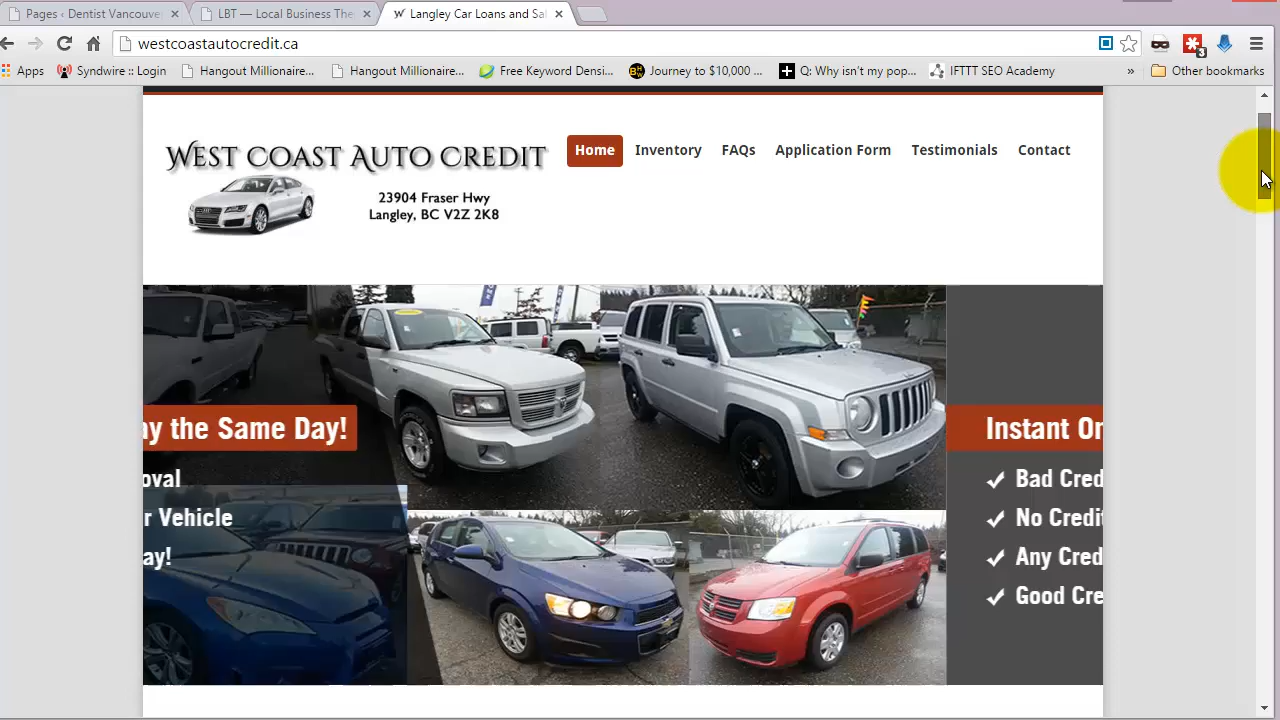 Pages ‹ Dentist Vancouve
LBT — Local Business The
Langley Car Loans and Sa
westcoastautocredit.ca
3
Apps
Syndwire :: Login
Hangout Millionaire...
Hangout Millionaire...
Free Keyword Densi...
Journey to $10,000 ...
Q: Why isn't my pop...
IFTTT SEO Academy
»
Other bookmarks
West Coast Auto Credit
23904 Fraser Hwy
Langley, BC V2Z 2K8
Home
Inventory
FAQs
Application Form
Testimonials
Contact
ay the Same Day!
oval
r Vehicle
ay!
Instant On
Bad Cred
No Credit
Any Cred
Good Cre